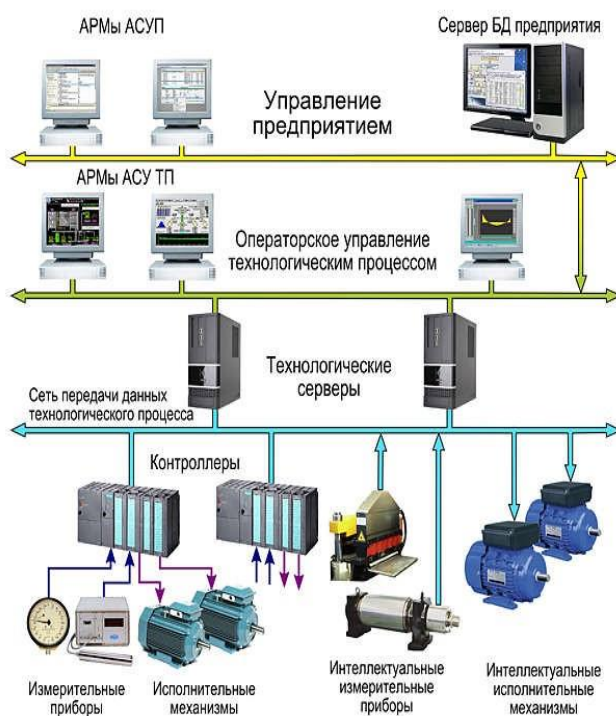 АРМы АСУП
Сервер БД предприятия
Управление
предприятием
АРМы АСУ ТП
Операторское управление
технологическим процессом
Технологические
серверы
Сеть передачи данных
технологического процесса
Контроллеры
Измерительные
приборы
Исполнительные
механизмы
Интеллектуальные
измерительные
приборы
Интеллектуальные
исполнительные
механизмы